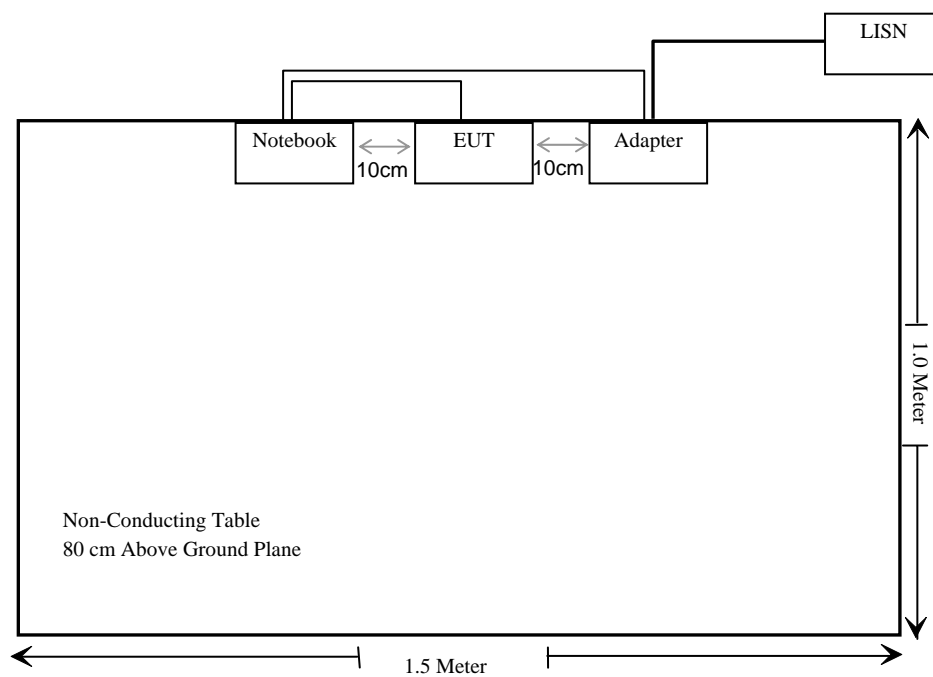 LISN
Notebook
EUT
Adapter
10cm
10cm
1.0 Meter
Non-Conducting Table
80 cm Above Ground Plane
1.5 Meter